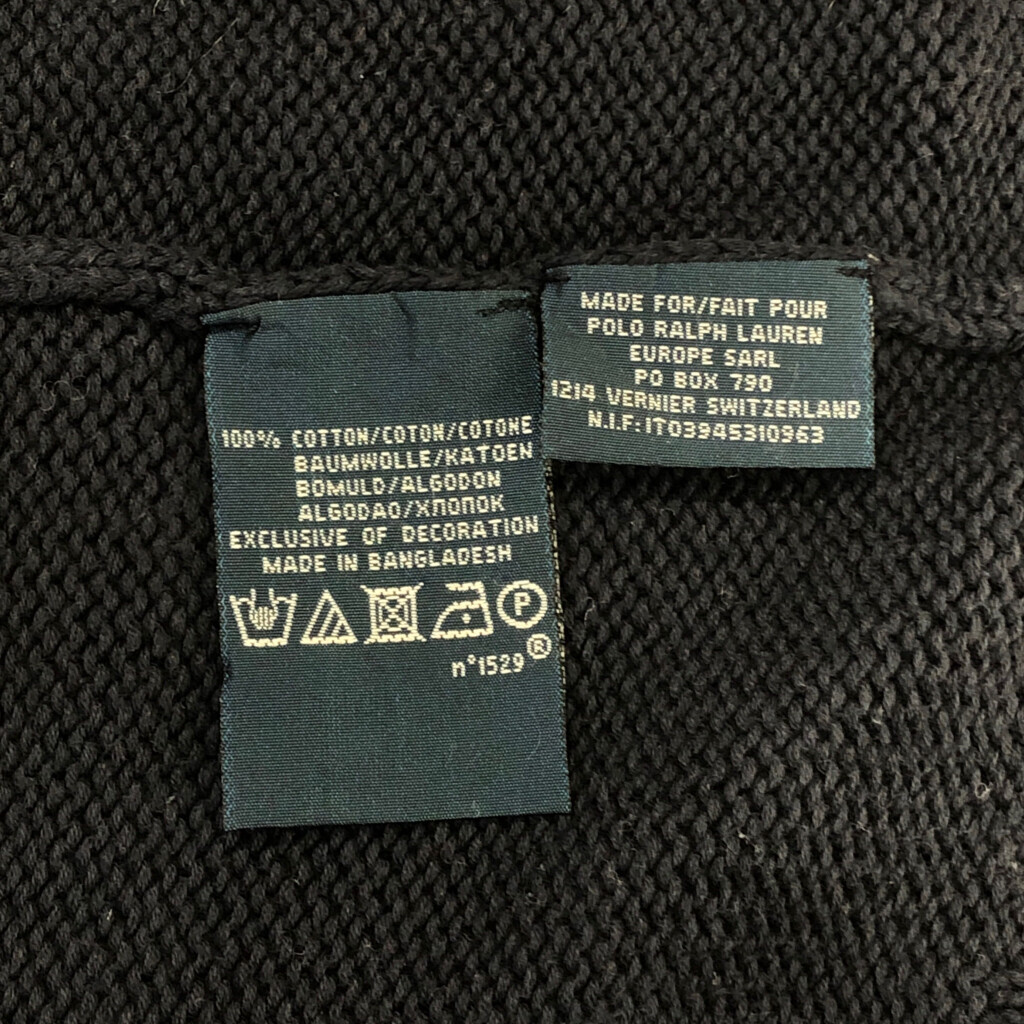 100% COTTON/COTON/COTONE
BAUMWOLLE/KATOEN
BOMULD/ALGODON
ALGODAO/ХЛОПОК
EXCLUSIVE OF DECORATION
MADE IN BANGLADESH
P
n°1529®
MADE FOR/FAIT POUR
POLO RALPH LAUREN
EUROPE SARL
PO BOX 790
1214 VERNIER SWITZERLAND
N.I.F:IT03945310963